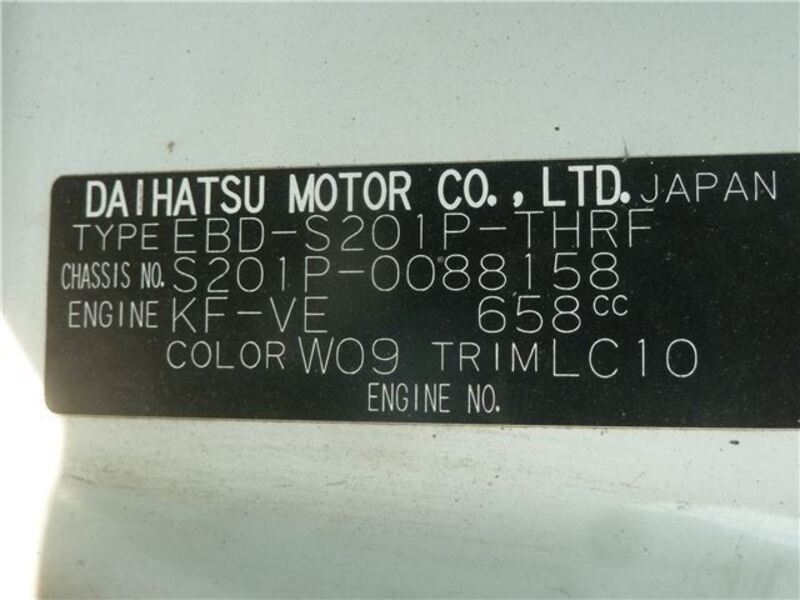 DAIHATSU MOTOR CO., LTD. JAPAN
TYPE EBD-S201P-THRF
CHASSIS NO. S201P-0088158
ENGINE KF-VE 658cc
COLOR W09 TRIM LC10
ENGINE NO.